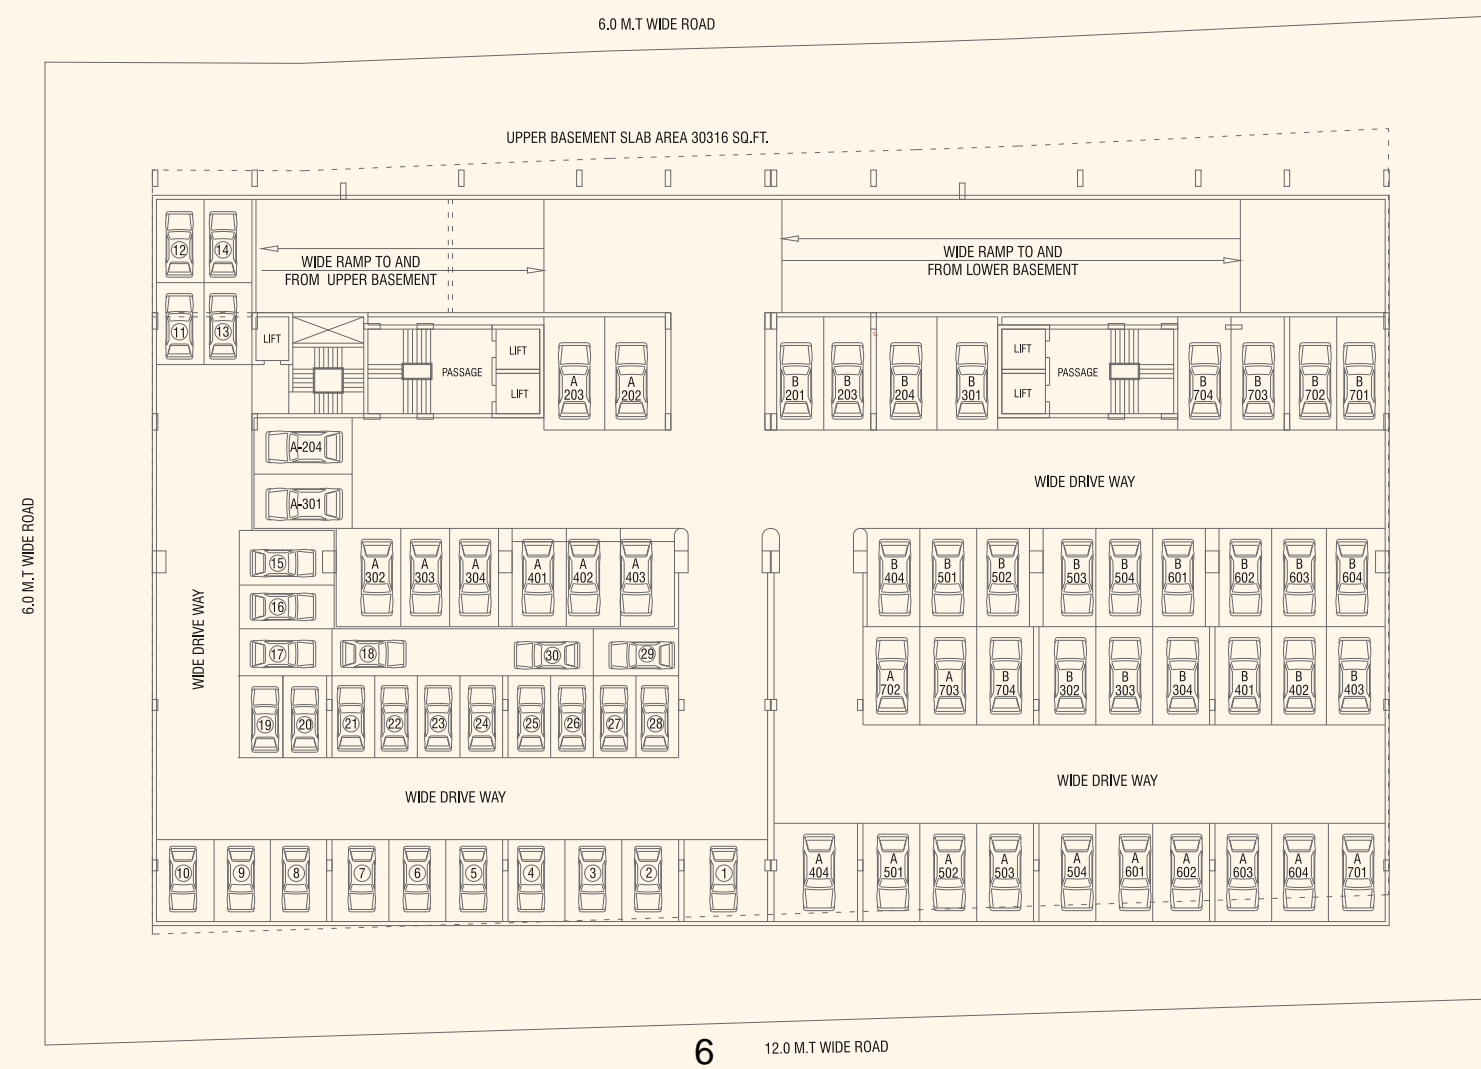 6.0 M.T WIDE ROAD
UPPER BASEMENT SLAB AREA 30316 SQ.FT.
12
14
WIDE RAMP TO AND
FROM UPPER BASEMENT
WIDE RAMP TO AND
FROM LOWER BASEMENT
11
13
LIFT
PASSAGE
LIFT
LIFT
A
203
A
202
B
201
B
203
B
204
B
301
LIFT
LIFT
PASSAGE
B
704
B
703
B
702
B
701
A-204
A-301
WIDE DRIVE WAY
6.0 M.T WIDE ROAD
WIDE DRIVE WAY
15
16
A
302
A
303
A
304
A
401
A
402
A
403
B
404
B
501
B
502
B
503
B
504
B
601
B
602
B
603
B
604
17
18
30
29
A
702
A
703
B
704
B
302
B
303
B
304
B
401
B
402
B
403
19
20
21
22
23
24
25
26
27
28
WIDE DRIVE WAY
WIDE DRIVE WAY
10
9
8
7
6
5
4
3
2
1
A
404
A
501
A
502
A
503
A
504
A
601
A
602
A
603
A
604
A
701
6
12.0 M.T WIDE ROAD